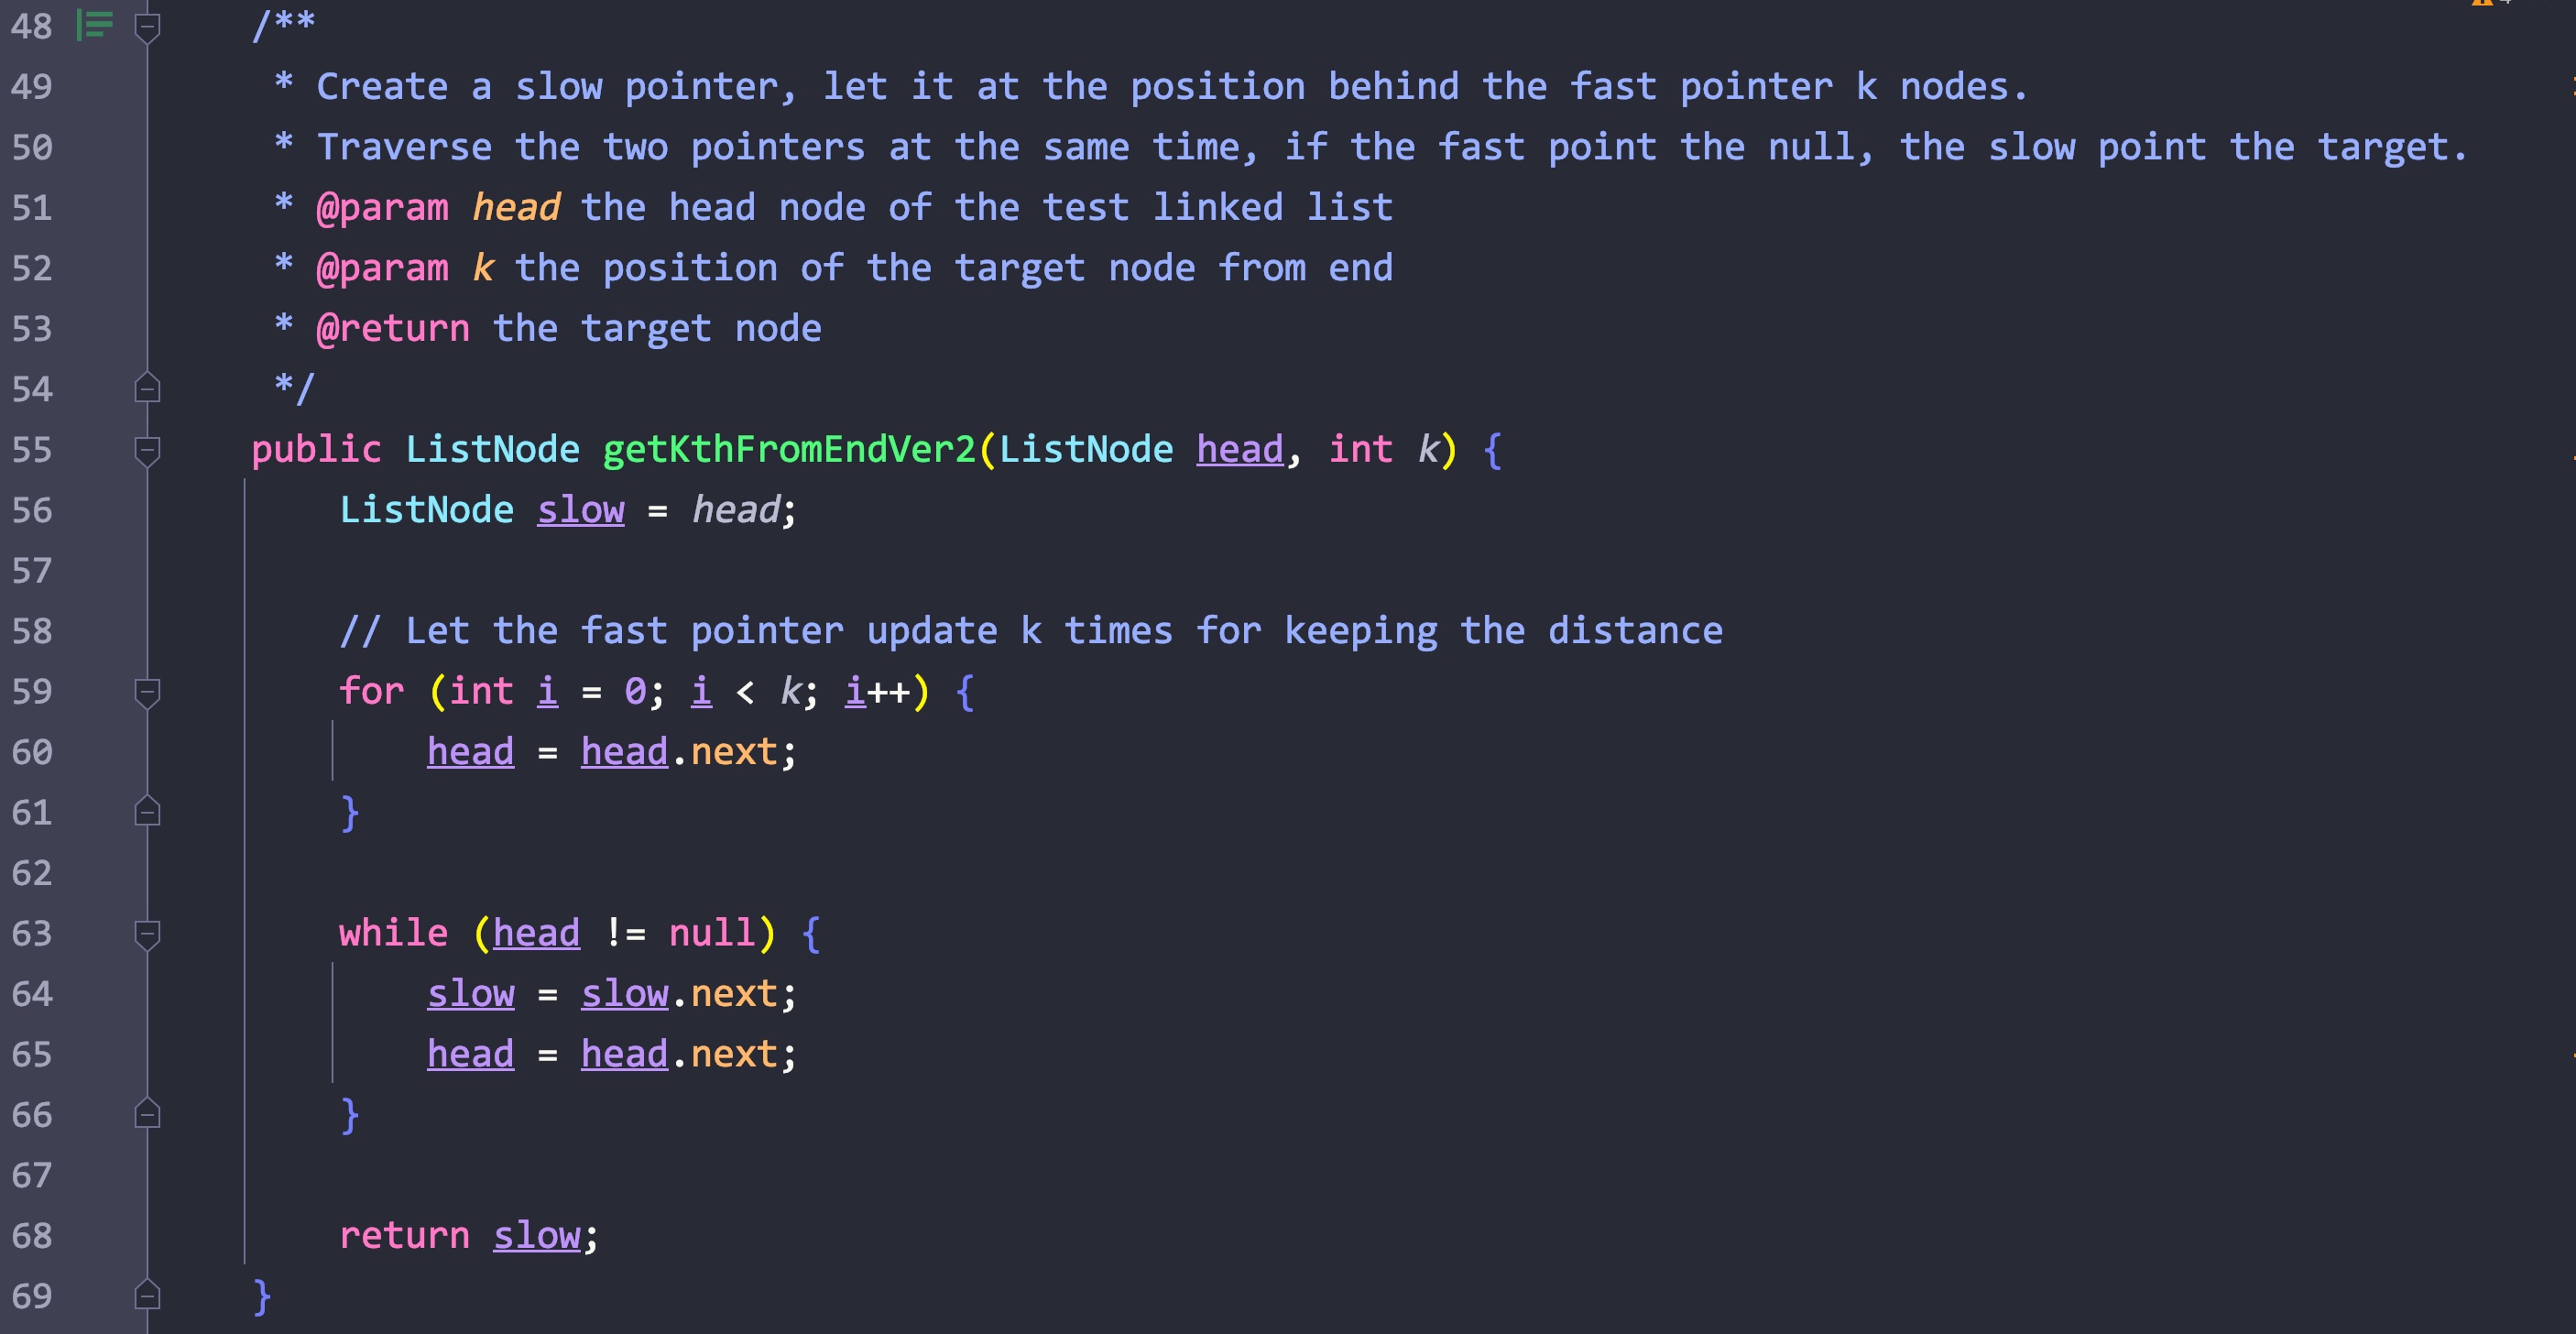 48 /**
49 * Create a slow pointer, let it at the position behind the fast pointer k nodes.
50 * Traverse the two pointers at the same time, if the fast point the null, the slow point the target.
51 * @param head the head node of the test linked list
52 * @param k the position of the target node from end
53 * @return the target node
54 */
55 public ListNode getKthFromEndVer2(ListNode head, int k) {
56 ListNode slow = head;
57
58 // Let the fast pointer update k times for keeping the distance
59 for (int i = 0; i < k; i++) {
60 head = head.next;
61 }
62
63 while (head != null) {
64 slow = slow.next;
65 head = head.next;
66 }
67
68 return slow;
69 }